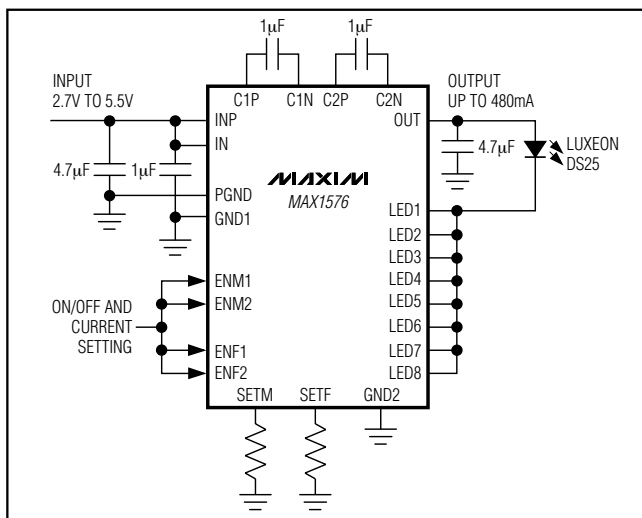 1µF
1µF
INPUT
2.7V TO 5.5V
C1P
C1N
C2P
C2N
OUTPUT
UP TO 480mA
INP
OUT
IN
4.7µF
1µF
4.7µF
LUXEON
DS25
MAXIM
MAX1576
PGND
GND1
LED1
LED2
LED3
LED4
LED5
LED6
LED7
LED8
ENM1
ENM2
ON/OFF AND
CURRENT
SETTING
ENF1
ENF2
SETM
SETF
GND2